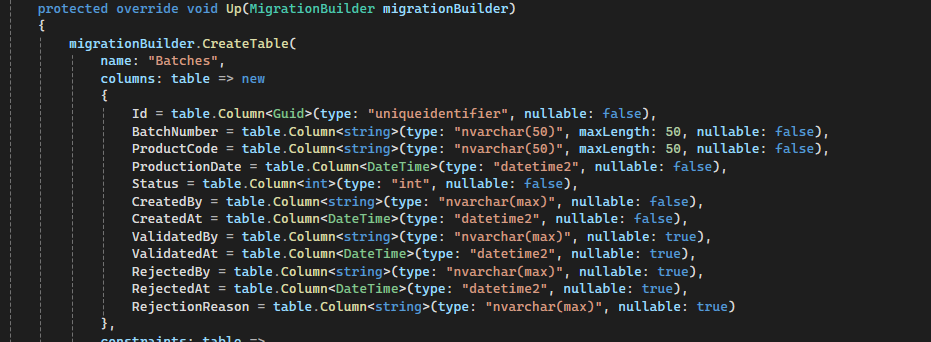 protected override void Up(MigrationBuilder migrationBuilder)
{
migrationBuilder.CreateTable(
name: "Batches",
columns: table => new
{
Id = table.Column<Guid>(type: "uniqueidentifier", nullable: false),
BatchNumber = table.Column<string>(type: "nvarchar(50)", maxLength: 50, nullable: false),
ProductCode = table.Column<string>(type: "nvarchar(50)", maxLength: 50, nullable: false),
ProductionDate = table.Column<DateTime>(type: "datetime2", nullable: false),
Status = table.Column<int>(type: "int", nullable: false),
CreatedBy = table.Column<string>(type: "nvarchar(max)", nullable: false),
CreatedAt = table.Column<DateTime>(type: "datetime2", nullable: false),
ValidatedBy = table.Column<string>(type: "nvarchar(max)", nullable: true),
ValidatedAt = table.Column<DateTime>(type: "datetime2", nullable: true),
RejectedBy = table.Column<string>(type: "nvarchar(max)", nullable: true),
RejectedAt = table.Column<DateTime>(type: "datetime2", nullable: true),
RejectionReason = table.Column<string>(type: "nvarchar(max)", nullable: true)
},
constraints: table =>